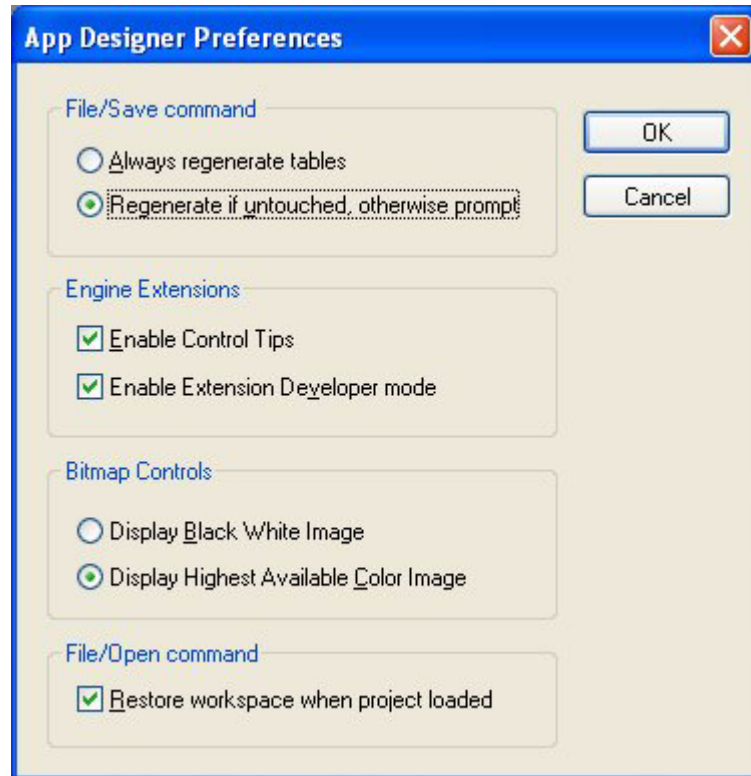 App Designer Preferences
File/Save command
Always regenerate tables
Regenerate if untouched, otherwise prompt
OK
Cancel
Engine Extensions
Enable Control Tips
Enable Extension Developer mode
Bitmap Controls
Display Black White Image
Display Highest Available Color Image
File/Open command
Restore workspace when project loaded